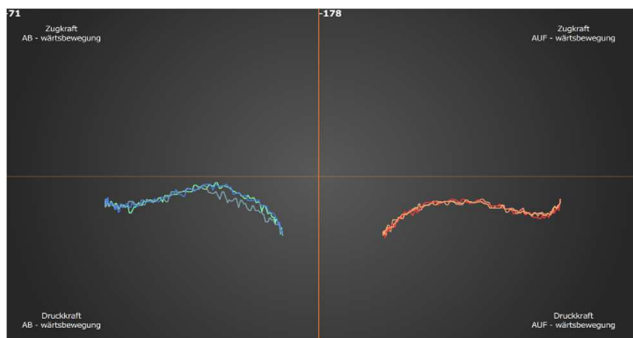 -71
-178
Zugkraft
AB - wärtsbewegung
Zugkraft
AUF - wärtsbewegung
Druckkraft
AB - wärtsbewegung
Druckkraft
AUF - wärtsbewegung